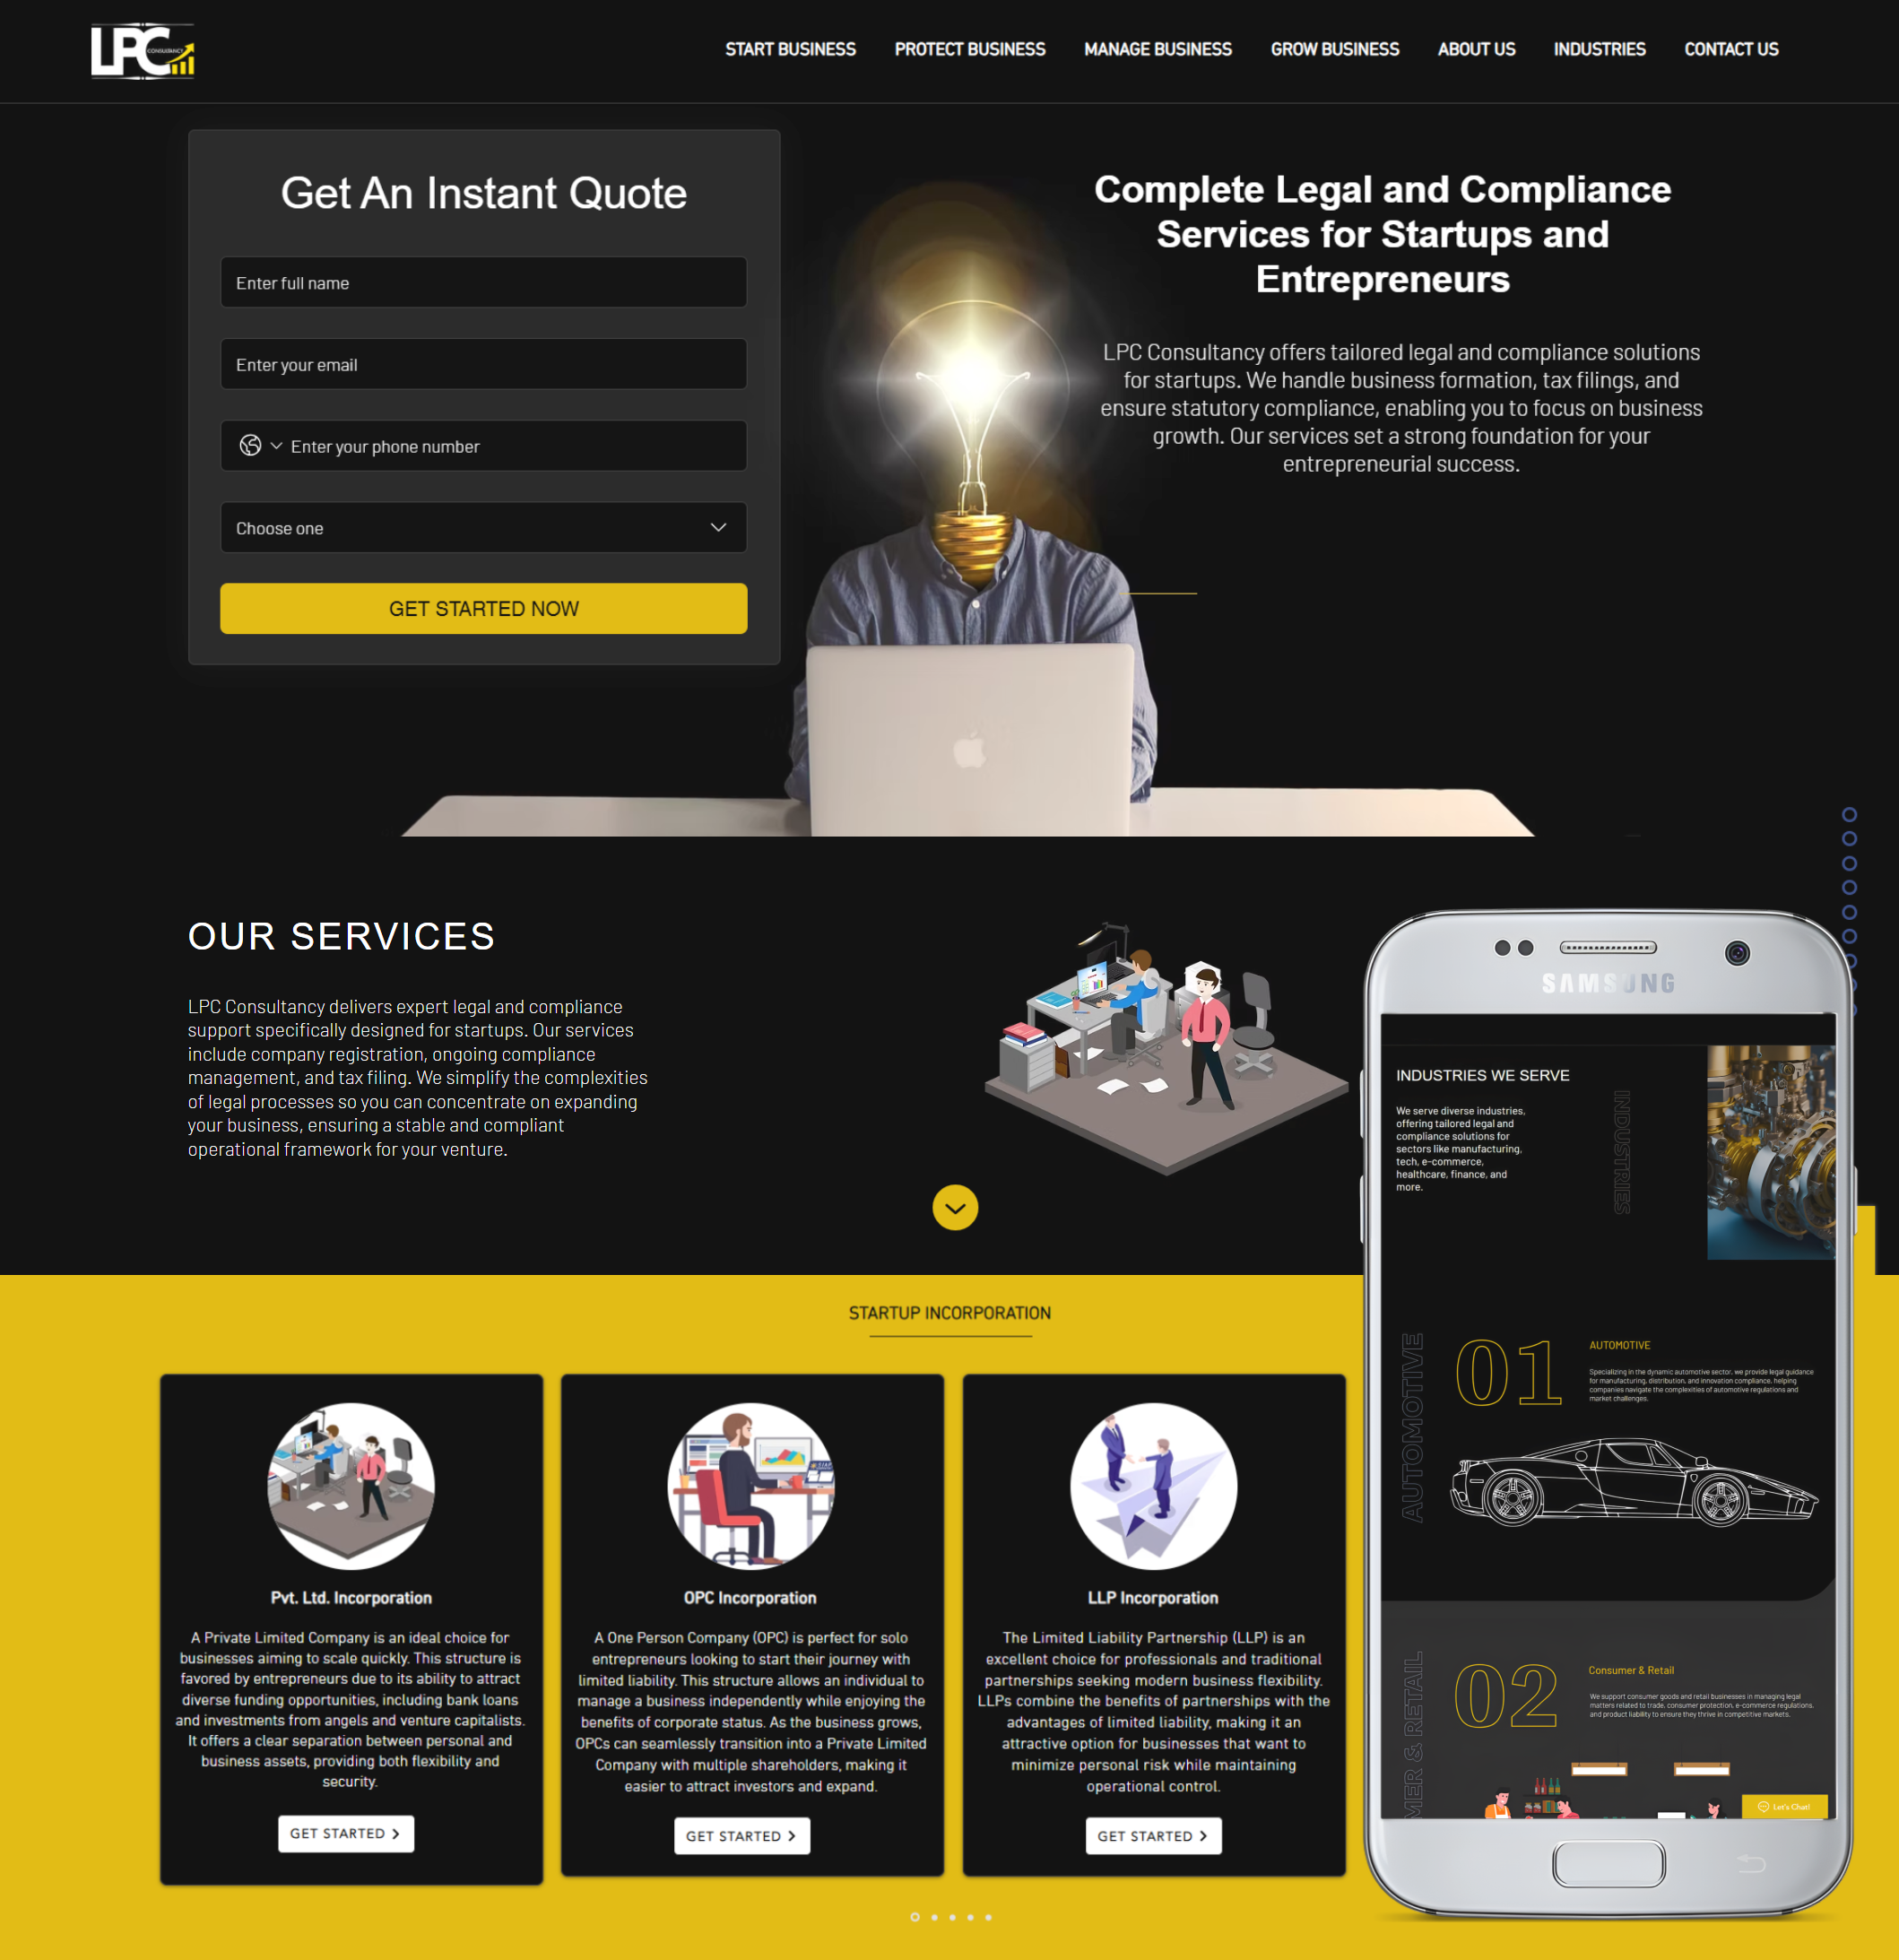 LPC
CONSULTANCY
START BUSINESS
PROTECT BUSINESS
MANAGE BUSINESS
GROW BUSINESS
ABOUT US
INDUSTRIES
CONTACT US
Get An Instant Quote
Enter full name
Enter your email
Enter your phone number
Choose one
GET STARTED NOW
Complete Legal and Compliance
Services for Startups and
Entrepreneurs
LPC Consultancy offers tailored legal and compliance solutions
for startups. We handle business formation, tax filings, and
ensure statutory compliance, enabling you to focus on business
growth. Our services set a strong foundation for your
entrepreneurial success.
OUR SERVICES
LPC Consultancy delivers expert legal and compliance
support specifically designed for startups. Our services
include company registration, ongoing compliance
management, and tax filing. We simplify the complexities
of legal processes so you can concentrate on expanding
your business, ensuring a stable and compliant
operational framework for your venture.
STARTUP INCORPORATION
Pvt. Ltd. Incorporation
A Private Limited Company is an ideal choice for
businesses aiming to scale quickly. This structure is
favored by entrepreneurs due to its ability to attract
diverse funding opportunities, including bank loans
and investments from angels and venture capitalists.
It offers a clear separation between personal and
business assets, providing both flexibility and
security.
GET STARTED
OPC Incorporation
A One Person Company (OPC) is perfect for solo
entrepreneurs looking to start their journey with
limited liability. This structure allows an individual to
manage a business independently while enjoying the
benefits of corporate status. As the business grows,
OPCs can seamlessly transition into a Private Limited
Company with multiple shareholders, making it
easier to attract investors and expand.
GET STARTED
LLP Incorporation
The Limited Liability Partnership (LLP) is an
excellent choice for professionals and traditional
partnerships seeking modern business flexibility.
LLPs combine the benefits of partnerships with the
advantages of limited liability, making it an
attractive option for businesses that want to
minimize personal risk while maintaining
operational control.
GET STARTED
SAMSUNG
INDUSTRIES WE SERVE
We serve diverse industries,
offering tailored legal and
compliance solutions for
sectors like manufacturing,
tech, e-commerce,
healthcare, finance, and
more.
INDUSTRIES
AUTOMOTIVE
01
AUTOMOTIVE
Specializing in the dynamic automotive sector, we provide legal guidance
for manufacturing, distribution, and innovation compliance, helping
companies navigate the complexities of automotive regulations and
market challenges.
MER & RETAIL
02
Consumer & Retail
We support consumer goods and retail businesses in managing legal
matters related to trade, consumer protection, e-commerce regulations,
and product liability to ensure they thrive in competitive markets.
Let's Chat!